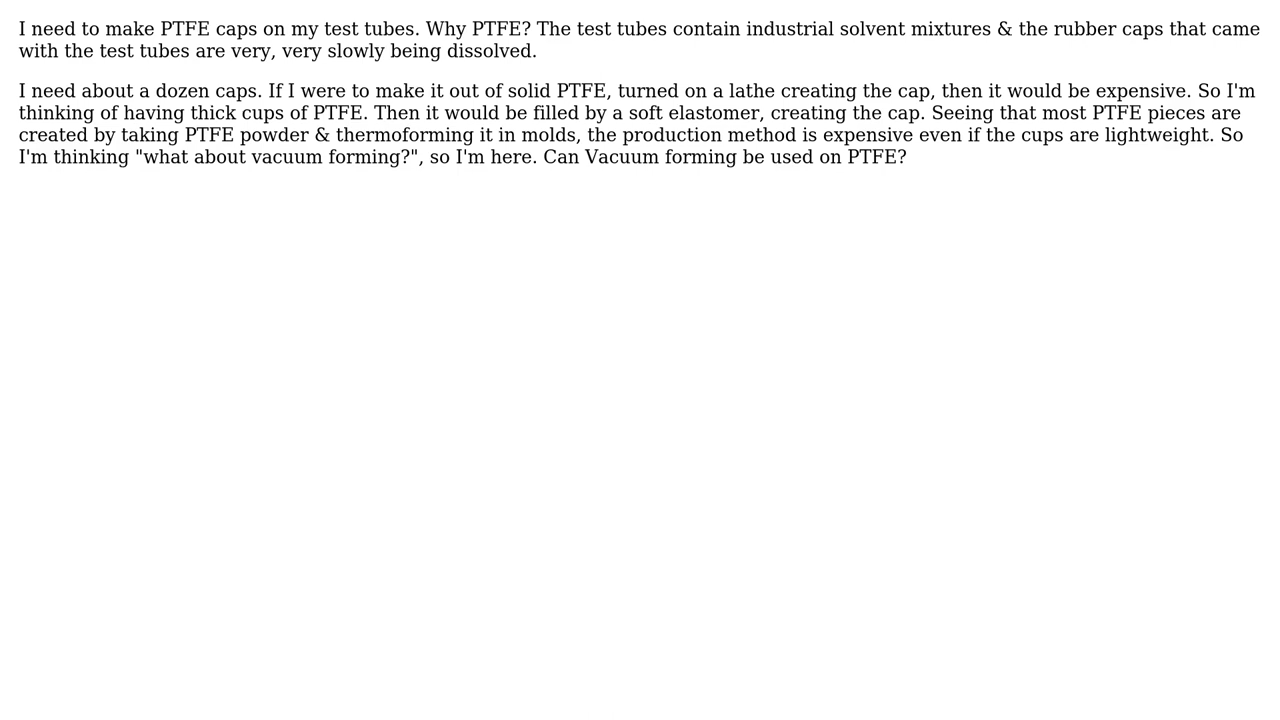 I need to make PTFE caps on my test tubes. Why PTFE? The test tubes contain industrial solvent mixtures & the rubber caps that came
with the test tubes are very, very slowly being dissolved.
I need about a dozen caps. If I were to make it out of solid PTFE, turned on a lathe creating the cap, then it would be expensive. So I'm
thinking of having thick cups of PTFE. Then it would be filled by a soft elastomer, creating the cap. Seeing that most PTFE pieces are
created by taking PTFE powder & thermoforming it in molds, the production method is expensive even if the cups are lightweight. So
I'm thinking "what about vacuum forming?", so I'm here. Can Vacuum forming be used on PTFE?